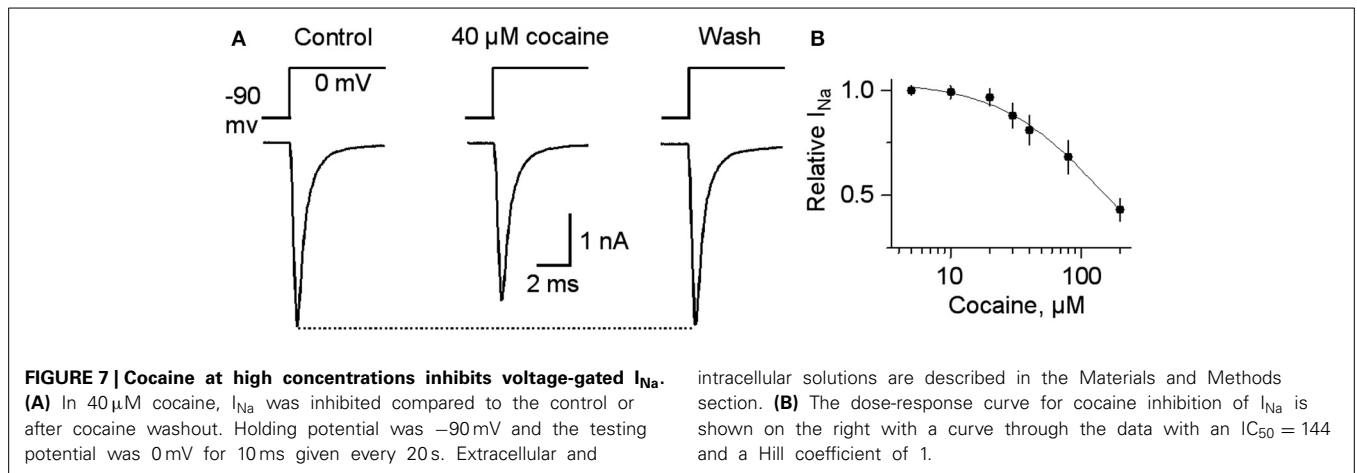 A Control 40 µM cocaine Wash B
0 mV
-90
mv
1 nA
2 ms
Relative I_Na
1.0
0.5
10 100
Cocaine, µM
FIGURE 7 | Cocaine at high concentrations inhibits voltage-gated I_Na.
(A) In 40 µM cocaine, I_Na was inhibited compared to the control or
after cocaine washout. Holding potential was −90 mV and the testing
potential was 0 mV for 10 ms given every 20 s. Extracellular and
intracellular solutions are described in the Materials and Methods
section. (B) The dose-response curve for cocaine inhibition of I_Na is
shown on the right with a curve through the data with an IC_50 = 144
and a Hill coefficient of 1.